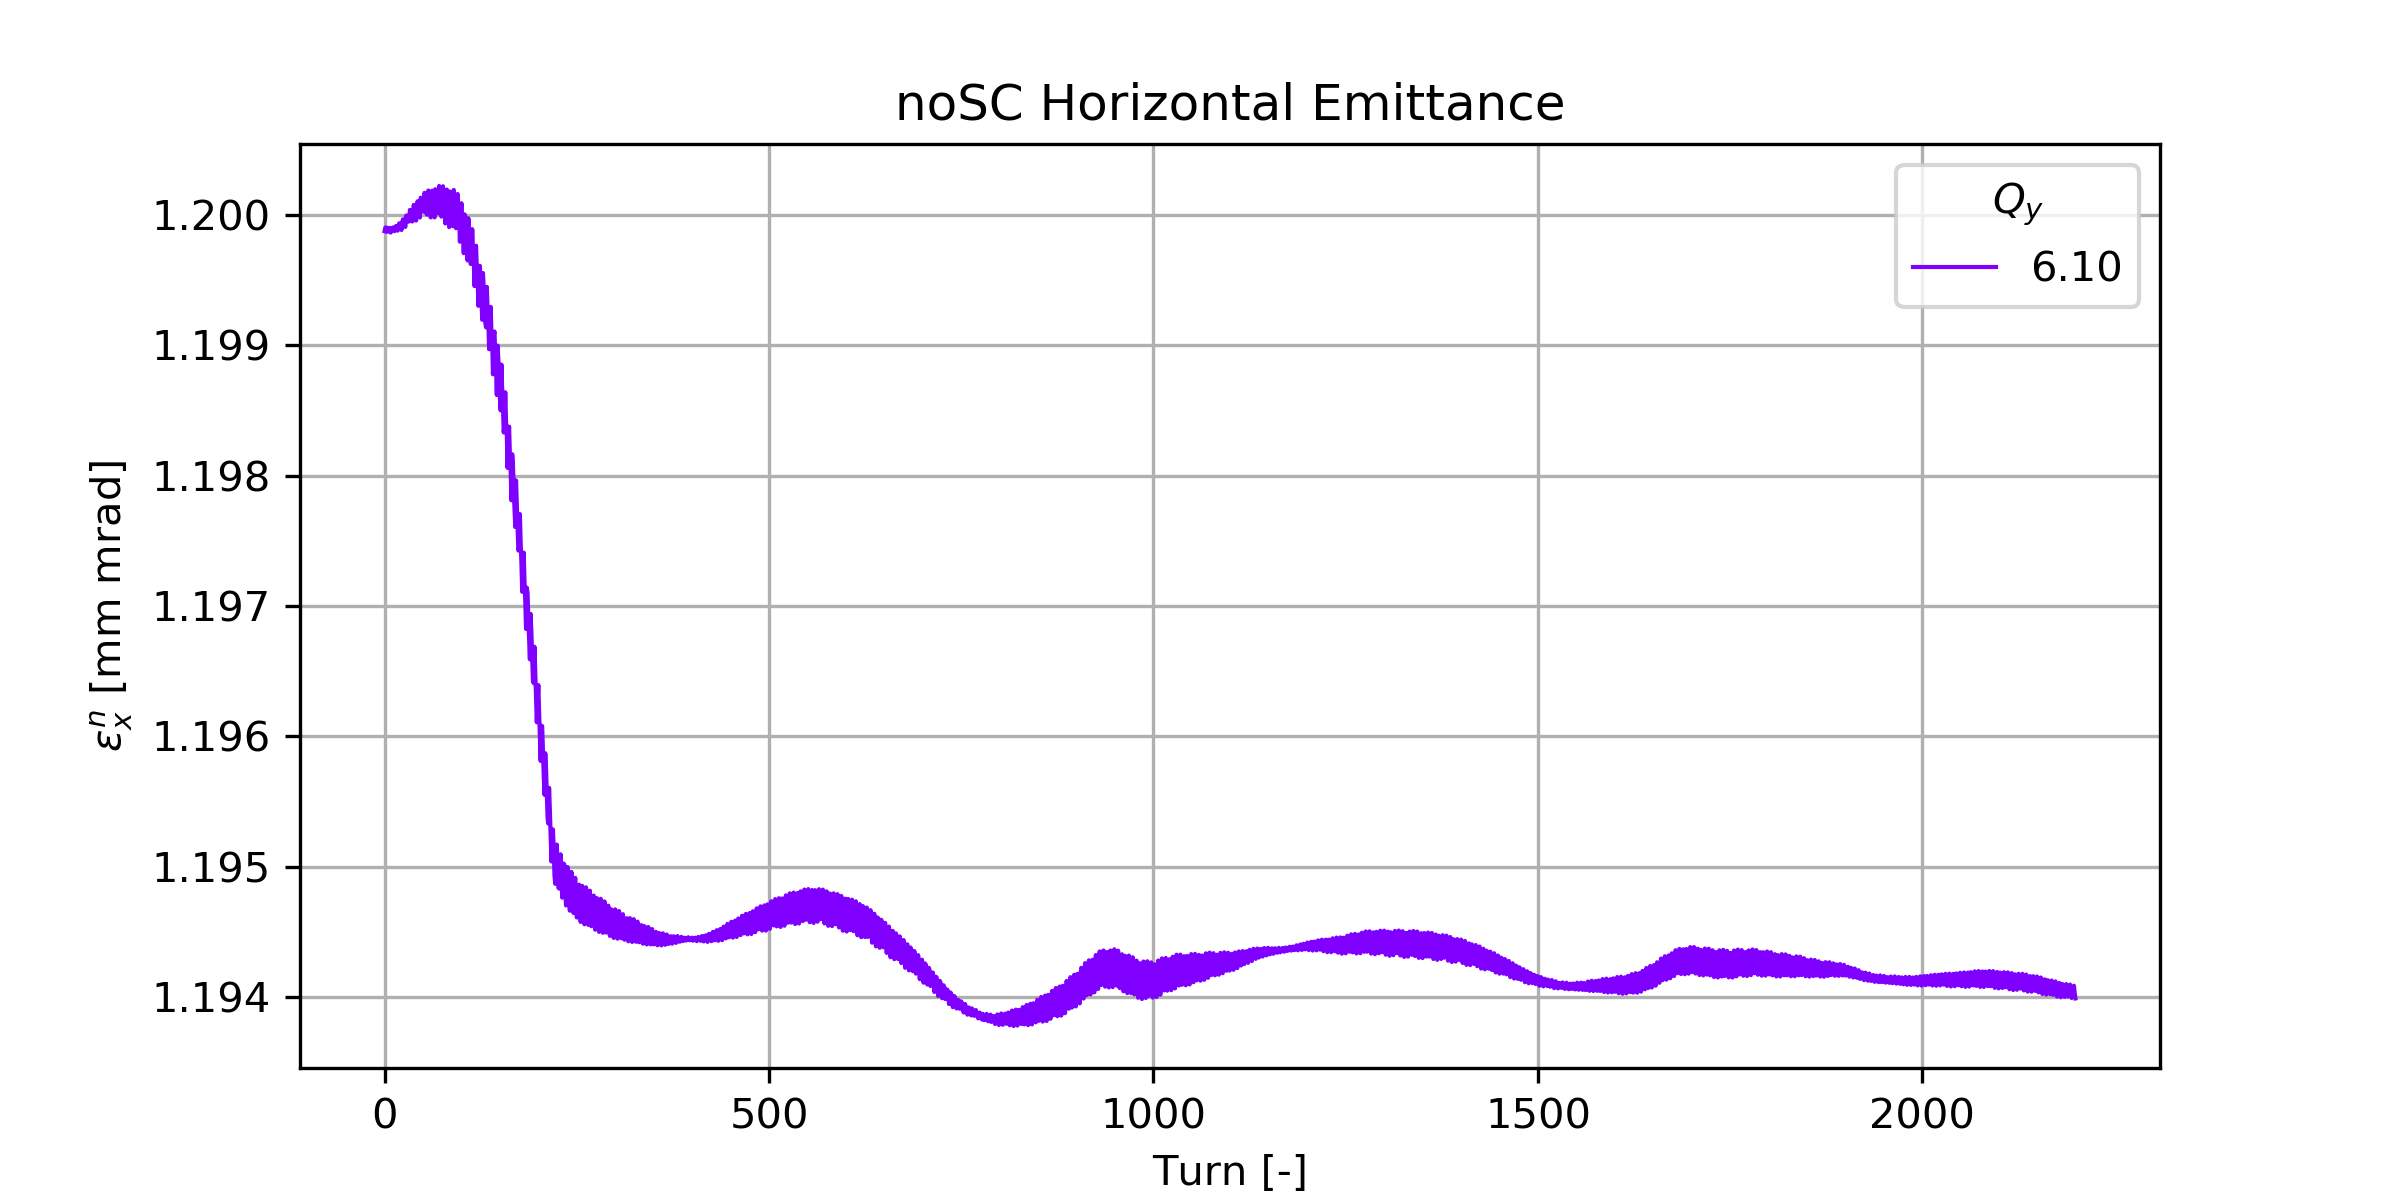 noSC Horizontal Emittance
ε_x^n [mm mrad]
1.200
1.199
1.198
1.197
1.196
1.195
1.194
Q_y
6.10
0 500 1000 1500 2000
Turn [-]